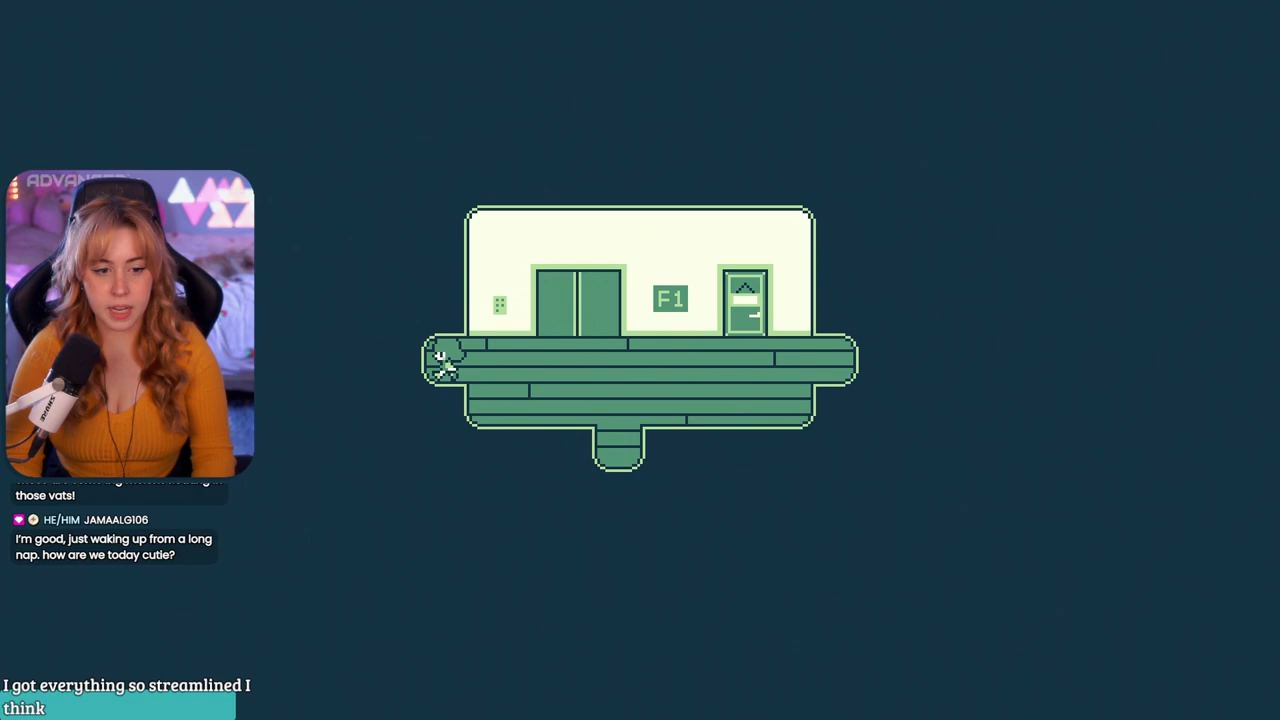 ADVANCED
F1
those vats!
HE/HIM JAMAALG106
I'm good, just waking up from a long
nap. how are we today cutie?
SHURE
I got everything so streamlined I
think